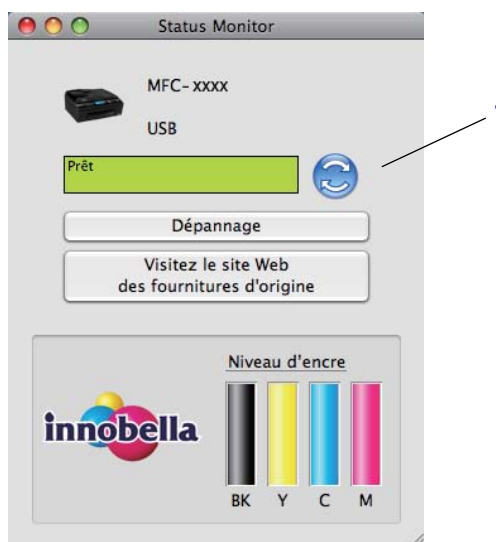 Status Monitor
MFC-xxxx
USB
Prêt
Dépannage
Visitez le site Web
des fournitures d'origine
Niveau d'encre
innobella
BK Y C M